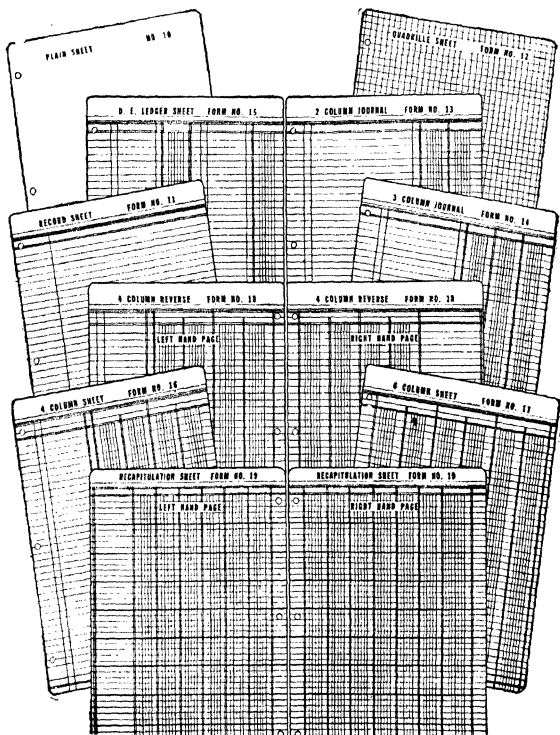 PLAIN SHEET NO 10
QUADRILLE SHEET FORM NO. 12
D. E. LEDGER SHEET FORM NO. 15
2 COLUMN JOURNAL FORM NO. 13
RECORD SHEET FORM NO. 11
3 COLUMN JOURNAL FORM NO. 14
4 COLUMN REVERSE FORM NO. 18
LEFT HAND PAGE
4 COLUMN REVERSE FORM NO. 18
RIGHT HAND PAGE
4 COLUMN SHEET FORM NO. 16
6 COLUMN SHEET FORM NO. 17
RECAPITULATION SHEET FORM NO. 19
LEFT HAND PAGE
RECAPITULATION SHEET FORM NO. 19
RIGHT HAND PAGE